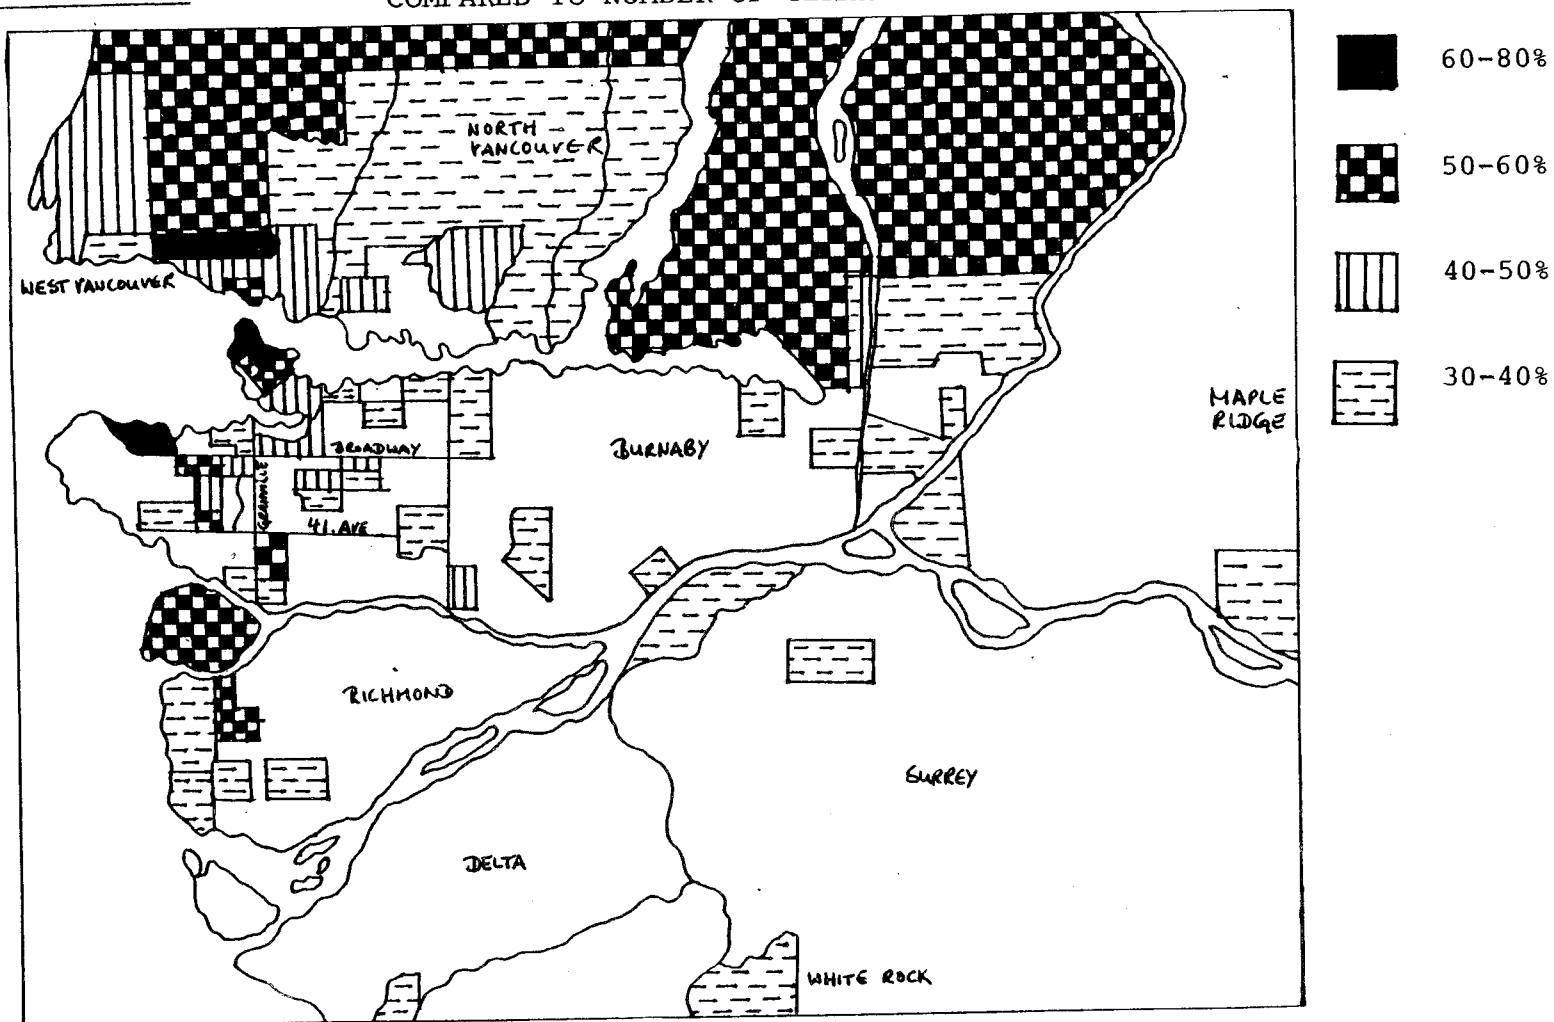 COMPARED TO NUMBER OF
60-80%
50-60%
40-50%
30-40%
NORTH
VANCOUVER
WEST VANCOUVER
MAPLE
RIDGE
BROADWAY
BURNABY
GRANVILLE
41. AVE
RICHMOND
SURREY
DELTA
WHITE ROCK